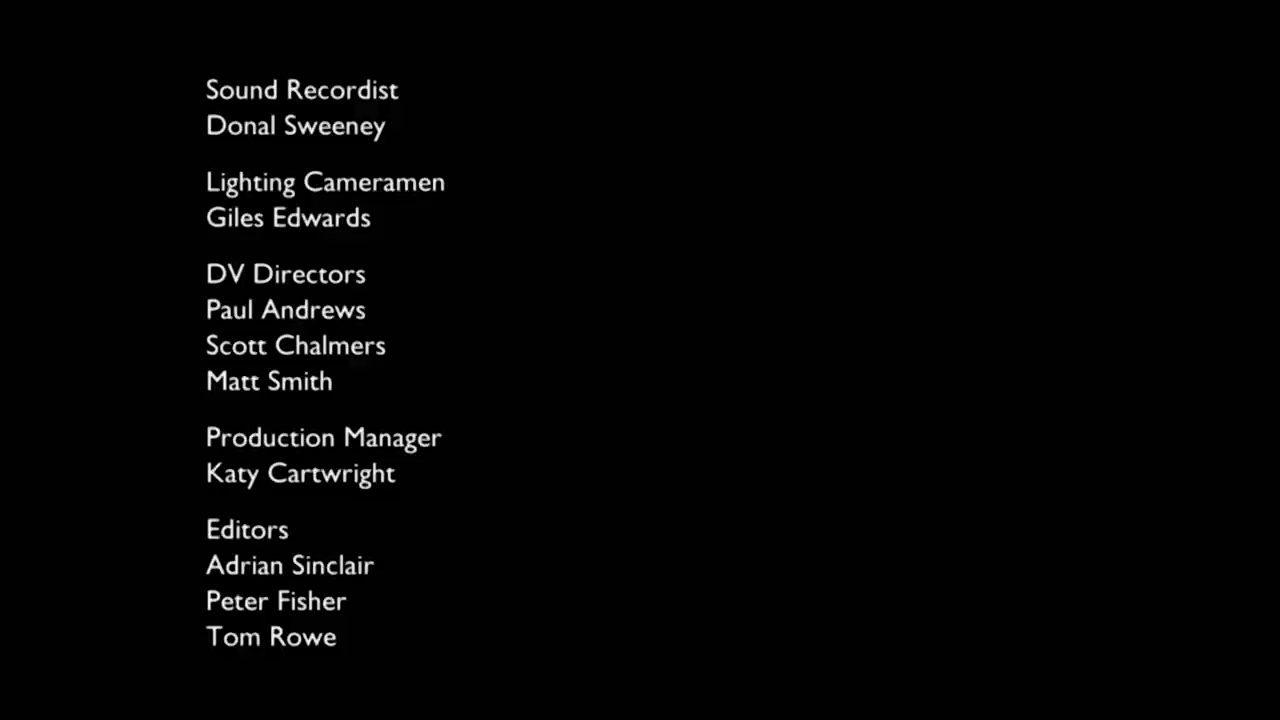 Sound Recordist
Donal Sweeney
Lighting Cameramen
Giles Edwards
DV Directors
Paul Andrews
Scott Chalmers
Matt Smith
Production Manager
Katy Cartwright
Editors
Adrian Sinclair
Peter Fisher
Tom Rowe